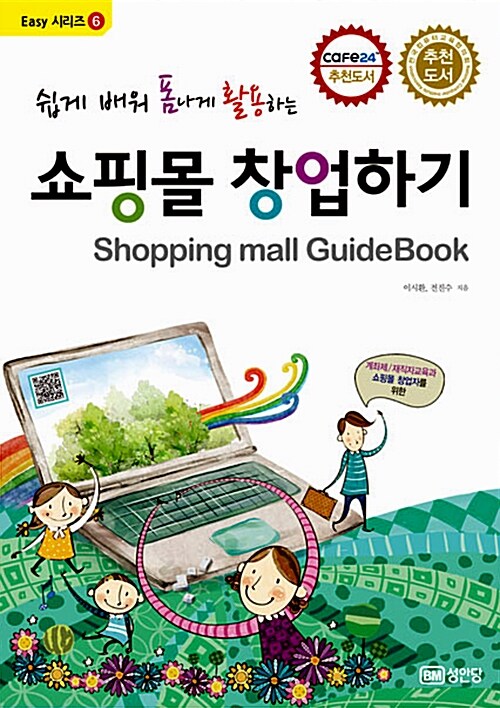 Easy 시리즈 6
cafe24
추천도서
추천
도서
쉽게 배워 폼나게 활용하는
쇼핑몰 창업하기
Shopping mall GuideBook
이시환, 전진수 지음
계좌제/재직자교육과
쇼핑몰 창업자를
위한
BM 성안당